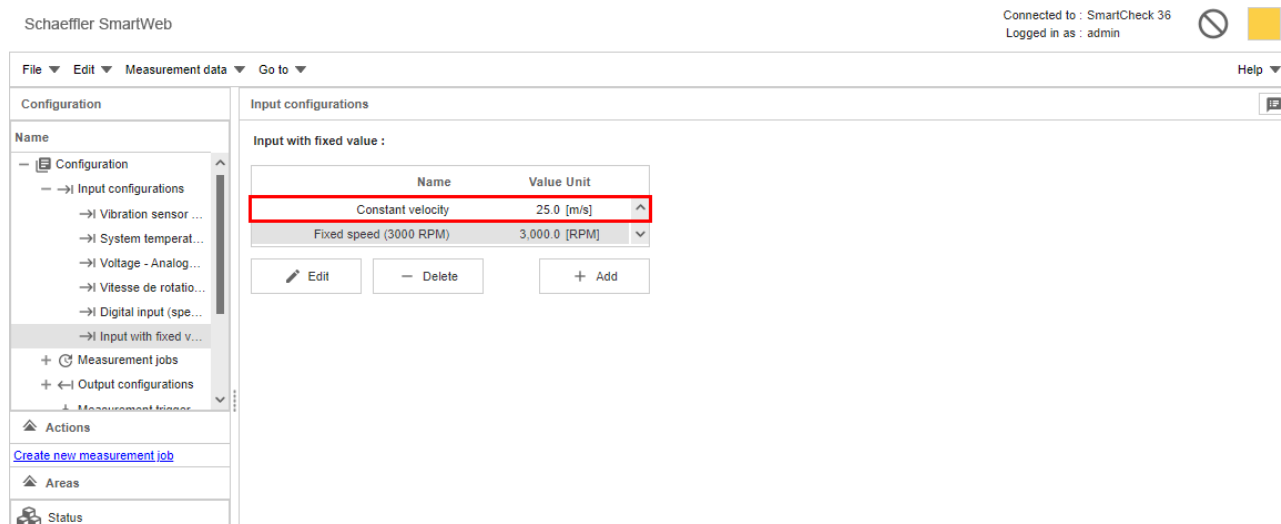 Schaeffler SmartWeb
Connected to : SmartCheck 36
Logged in as : admin
File Edit Measurement data Go to Help
Configuration
Input configurations
Name
Input with fixed value :
Configuration
Input configurations
Vibration sensor ...
System temperat...
Voltage - Analog...
Vitesse de rotatio...
Digital input (spe...
Input with fixed v...
Measurement jobs
Output configurations
Measurement trigger
Name Value Unit
Constant velocity 25.0 [m/s]
Fixed speed (3000 RPM) 3,000.0 [RPM]
Edit Delete Add
Actions
Create new measurement job
Areas
Status